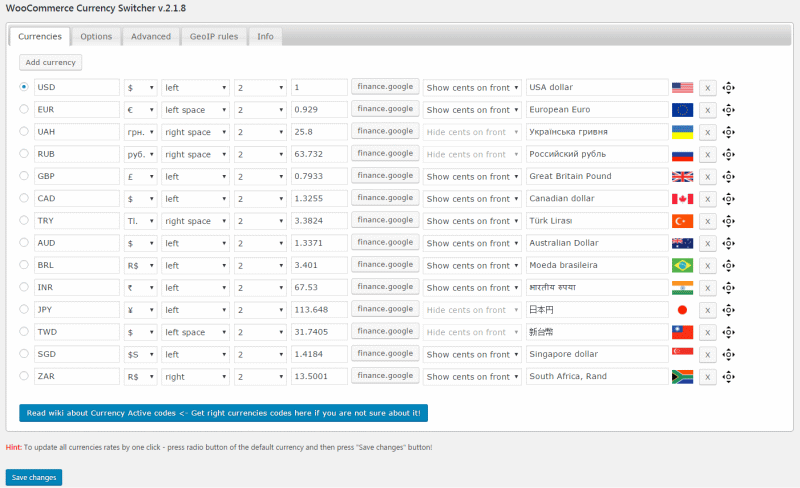 WooCommerce Currency Switcher v.2.1.8
Currencies Options Advanced GeoIP rules Info
Add currency
USD $ left 2 1 finance.google Show cents on front USA dollar X
EUR € left space 2 0.929 finance.google Show cents on front European Euro X
UAH грн. right space 2 25.8 finance.google Hide cents on front Українська гривня X
RUB руб. right space 2 63.732 finance.google Hide cents on front Российский рубль X
GBP £ left 2 0.7933 finance.google Show cents on front Great Britain Pound X
CAD $ left 2 1.3255 finance.google Show cents on front Canadian dollar X
TRY Tl. right space 2 3.3824 finance.google Show cents on front Türk Lirası X
AUD $ left 2 1.3371 finance.google Show cents on front Australian Dollar X
BRL R$ left 2 3.401 finance.google Show cents on front Moeda brasileira X
INR ₹ left 2 67.53 finance.google Show cents on front भारतीय रुपया X
JPY ¥ left 2 113.648 finance.google Hide cents on front 日本円 X
TWD $ left space 2 31.7405 finance.google Hide cents on front 新台幣 X
SGD $S left 2 1.4184 finance.google Show cents on front Singapore dollar X
ZAR R$ right 2 13.5001 finance.google Show cents on front South Africa, Rand X
Read wiki about Currency Active codes <- Get right currencies codes here if you are not sure about it!
Hint: To update all currencies rates by one click - press radio button of the default currency and then press "Save changes" button!
Save changes